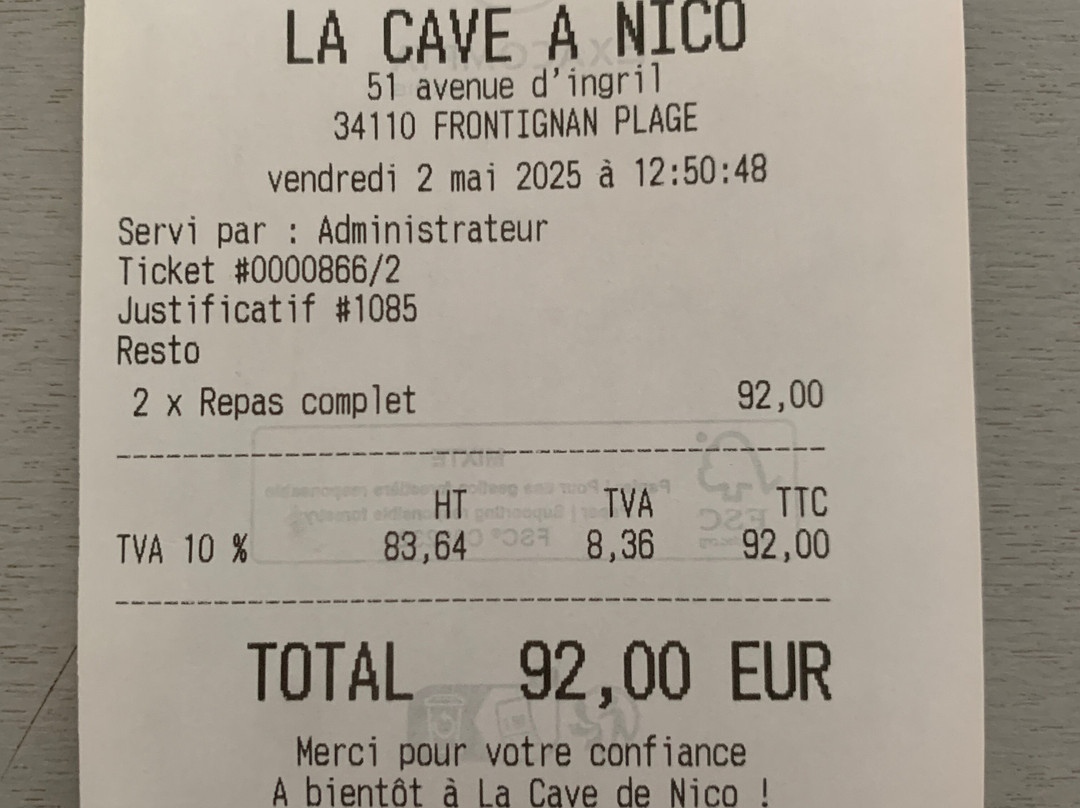 LA CAVE A NICO
51 avenue d'ingril
34110 FRONTIGNAN PLAGE
vendredi 2 mai 2025 à 12:50:48
Servi par : Administrateur
Ticket #0000866/2
Justificatif #1085
Resto
2 x Repas complet 92,00
HT TVA TTC
TVA 10 % 83,64 8,36 92,00
TOTAL 92,00 EUR
Merci pour votre confiance
A bientôt à La Cave de Nico !